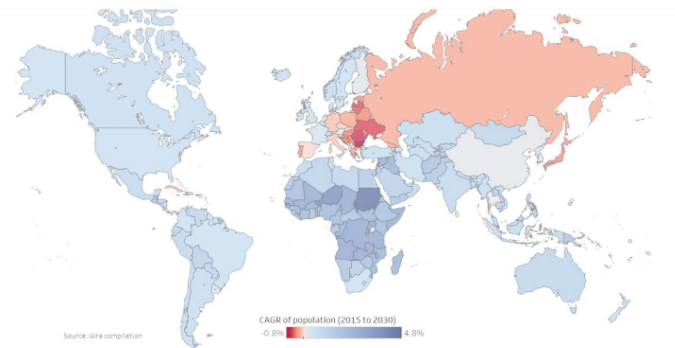 CAGR of population (2015 to 2030)
-0.8% 4.8%
Source: Gira compilation